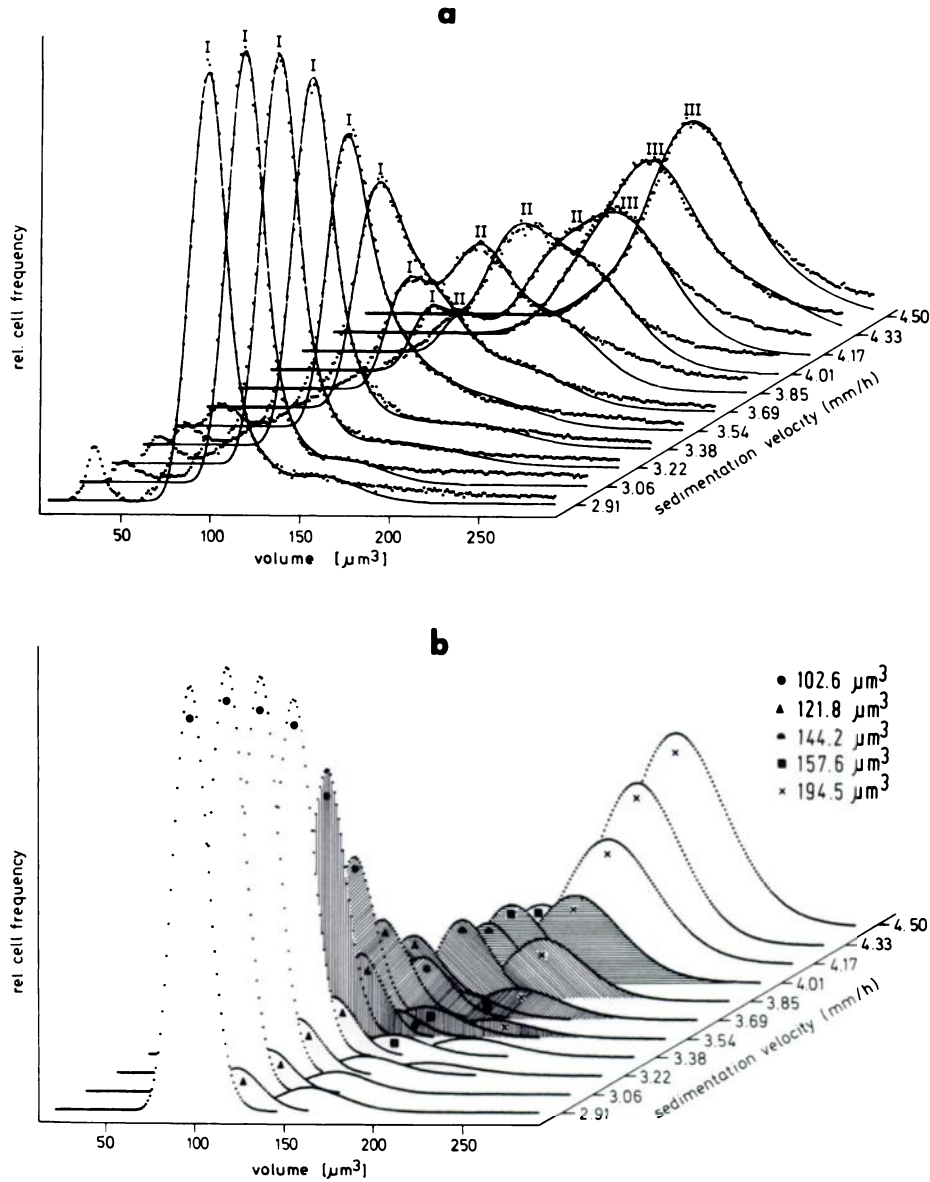 a
I I I I I I I I II II II II III III III
rel. cell frequency
50 100 150 200 250
volume [µm³]
2.91 3.06 3.22 3.38 3.54 3.69 3.85 4.01 4.17 4.33 4.50
sedimentation velocity (mm/h)
b
● 102.6 µm³
▲ 121.8 µm³
144.2 µm³
■ 157.6 µm³
× 194.5 µm³
rel cell frequency
50 100 150 200 250
volume [µm³]
2.91 3.06 3.22 3.38 3.54 3.69 3.85 4.01 4.17 4.33 4.50
sedimentation velocity (mm/h)